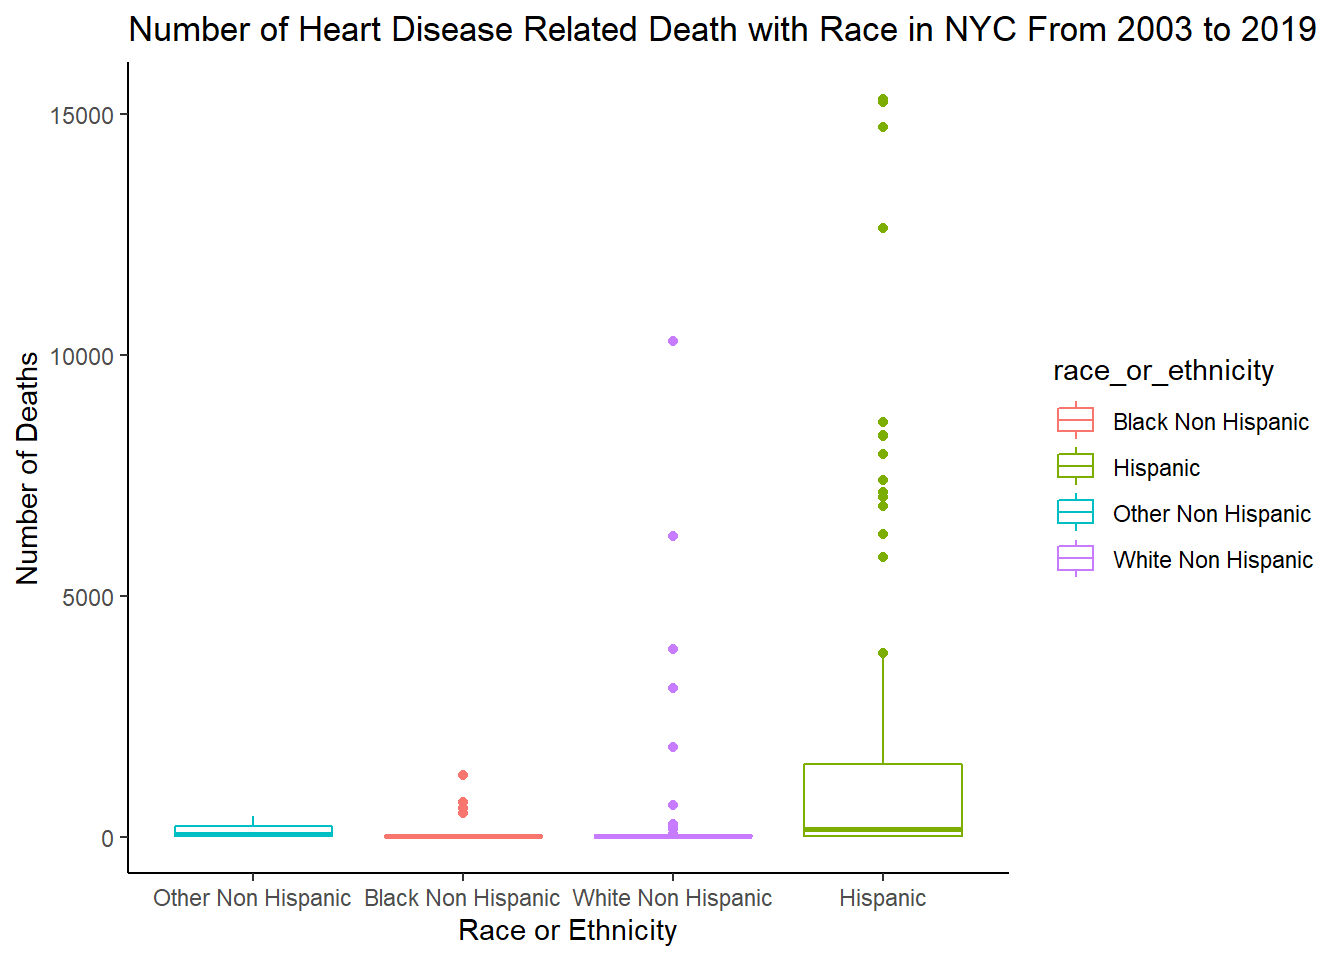 Number of Heart Disease Related Death with Race in NYC From 2003 to 2019
15000
10000
5000
0
Number of Deaths
Other Non Hispanic
Black Non Hispanic
White Non Hispanic
Hispanic
Race or Ethnicity
race_or_ethnicity
Black Non Hispanic
Hispanic
Other Non Hispanic
White Non Hispanic